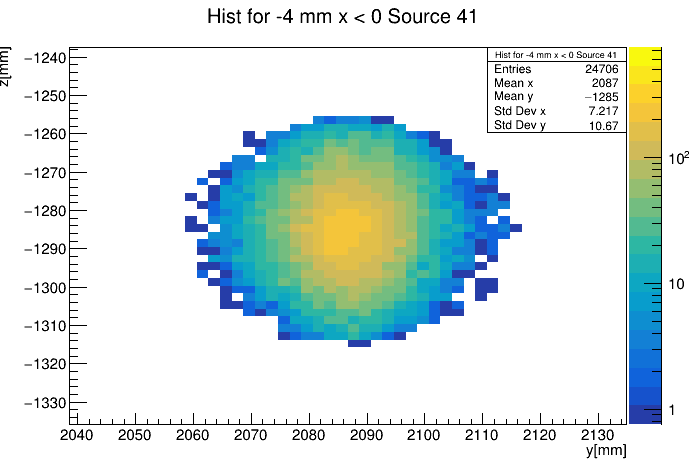 Hist for -4 mm x < 0 Source 41
z[mm]
Hist for -4 mm x < 0 Source 41
Entries 24706
Mean x 2087
Mean y −1285
Std Dev x 7.217
Std Dev y 10.67
−1240
−1260
−1270
−1280
−1290
−1300
−1310
−1320
−1330
−1250
10²
10
1
2040 2050 2060 2070 2080 2090 2100 2110 2120 2130
y[mm]